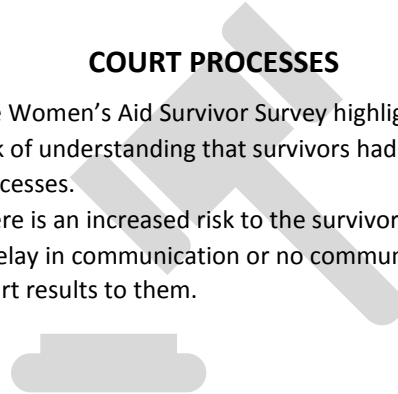 COURT PROCESSES
e Women’s Aid Survivor Survey highlig
k of understanding that survivors had
cesses.
ere is an increased risk to the survivor
elay in communication or no commun
rt results to them.